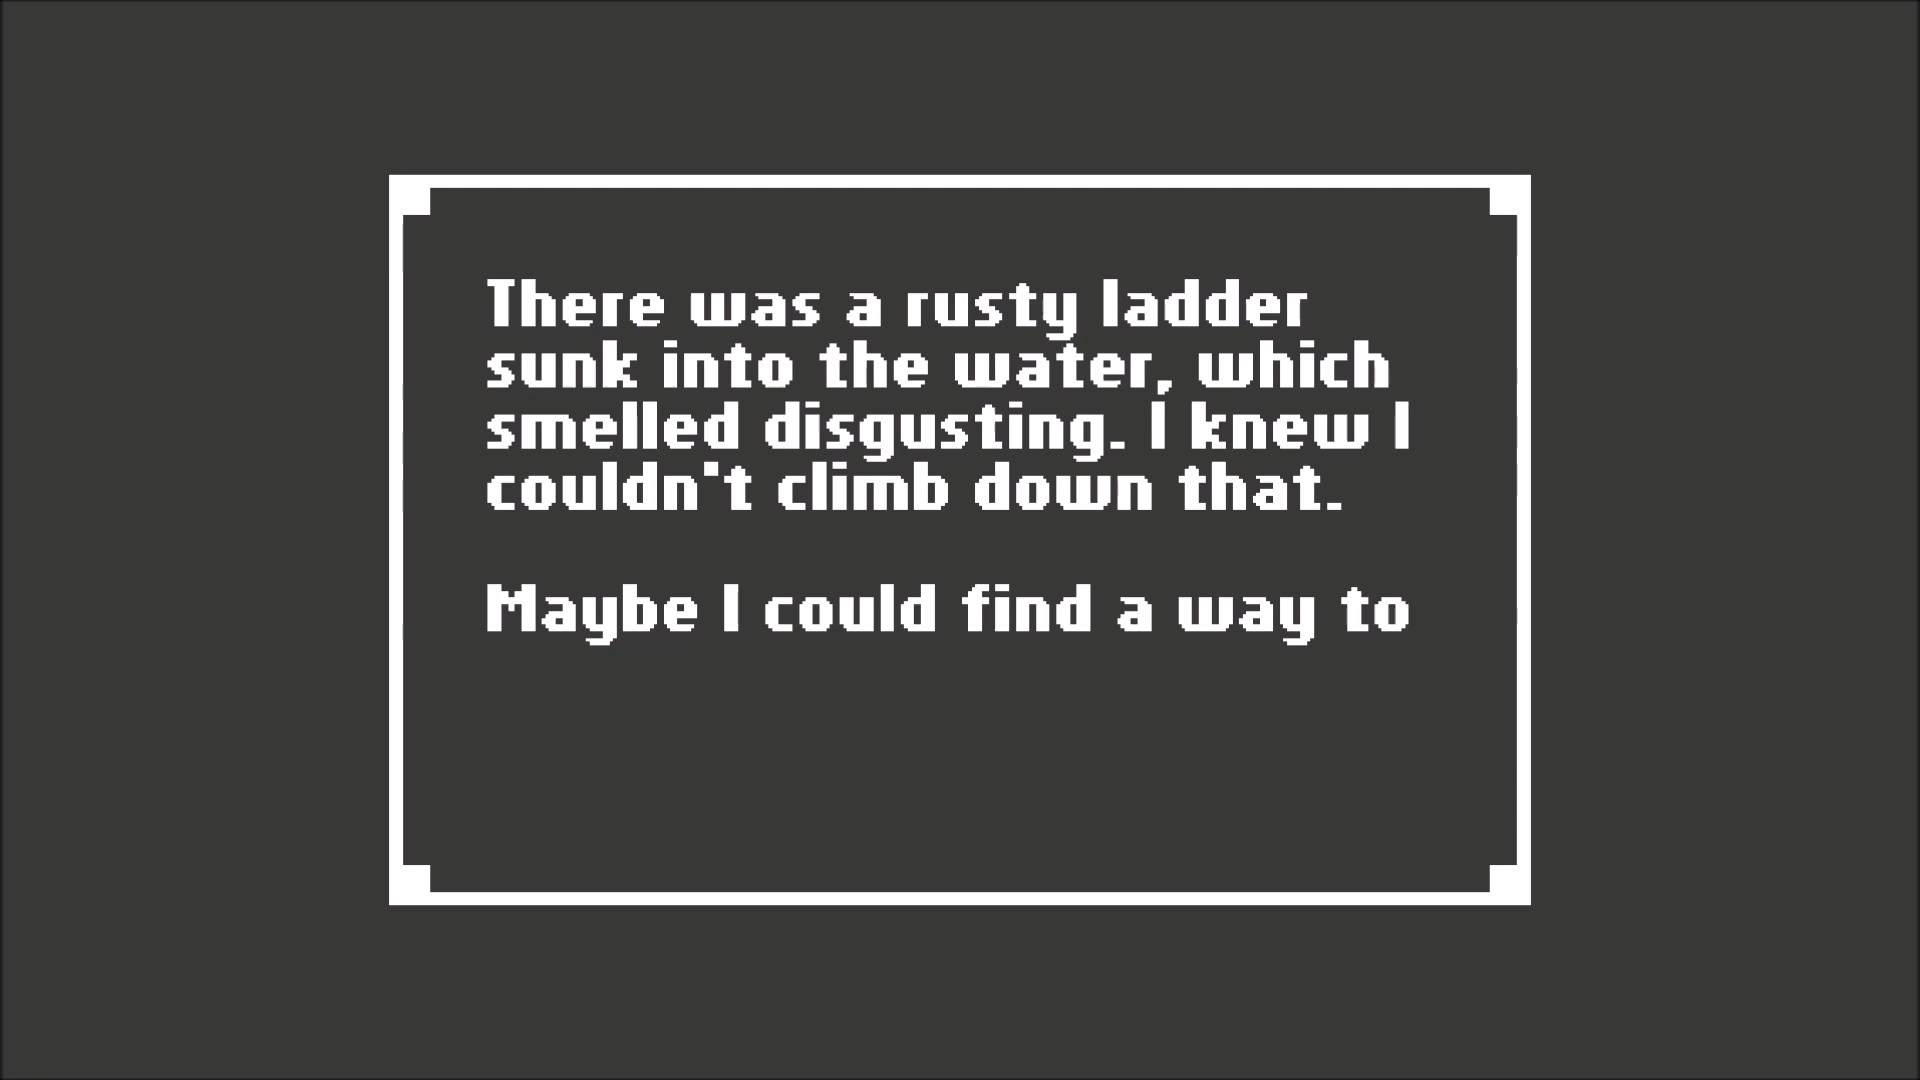 There was a rusty ladder
sunk into the water, which
smelled disgusting. I knew I
couldn't climb down that.
Maybe I could find a way to